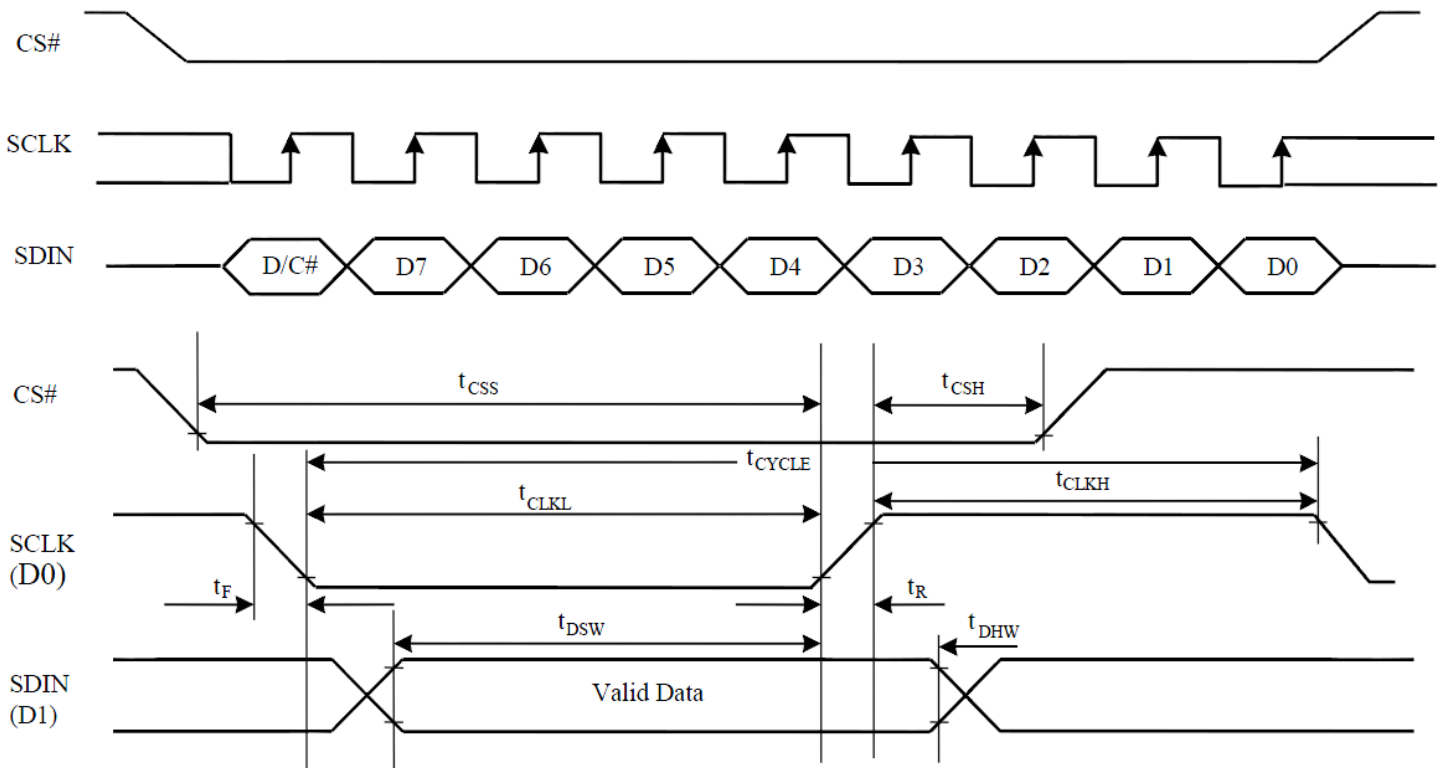 CS#
SCLK
SDIN D/C# D7 D6 D5 D4 D3 D2 D1 D0
CS# tCSS tCSH
tCYCLE
tCLKL tCLKH
SCLK
(D0)
tF tR
tDSW tDHW
SDIN
(D1)
Valid Data